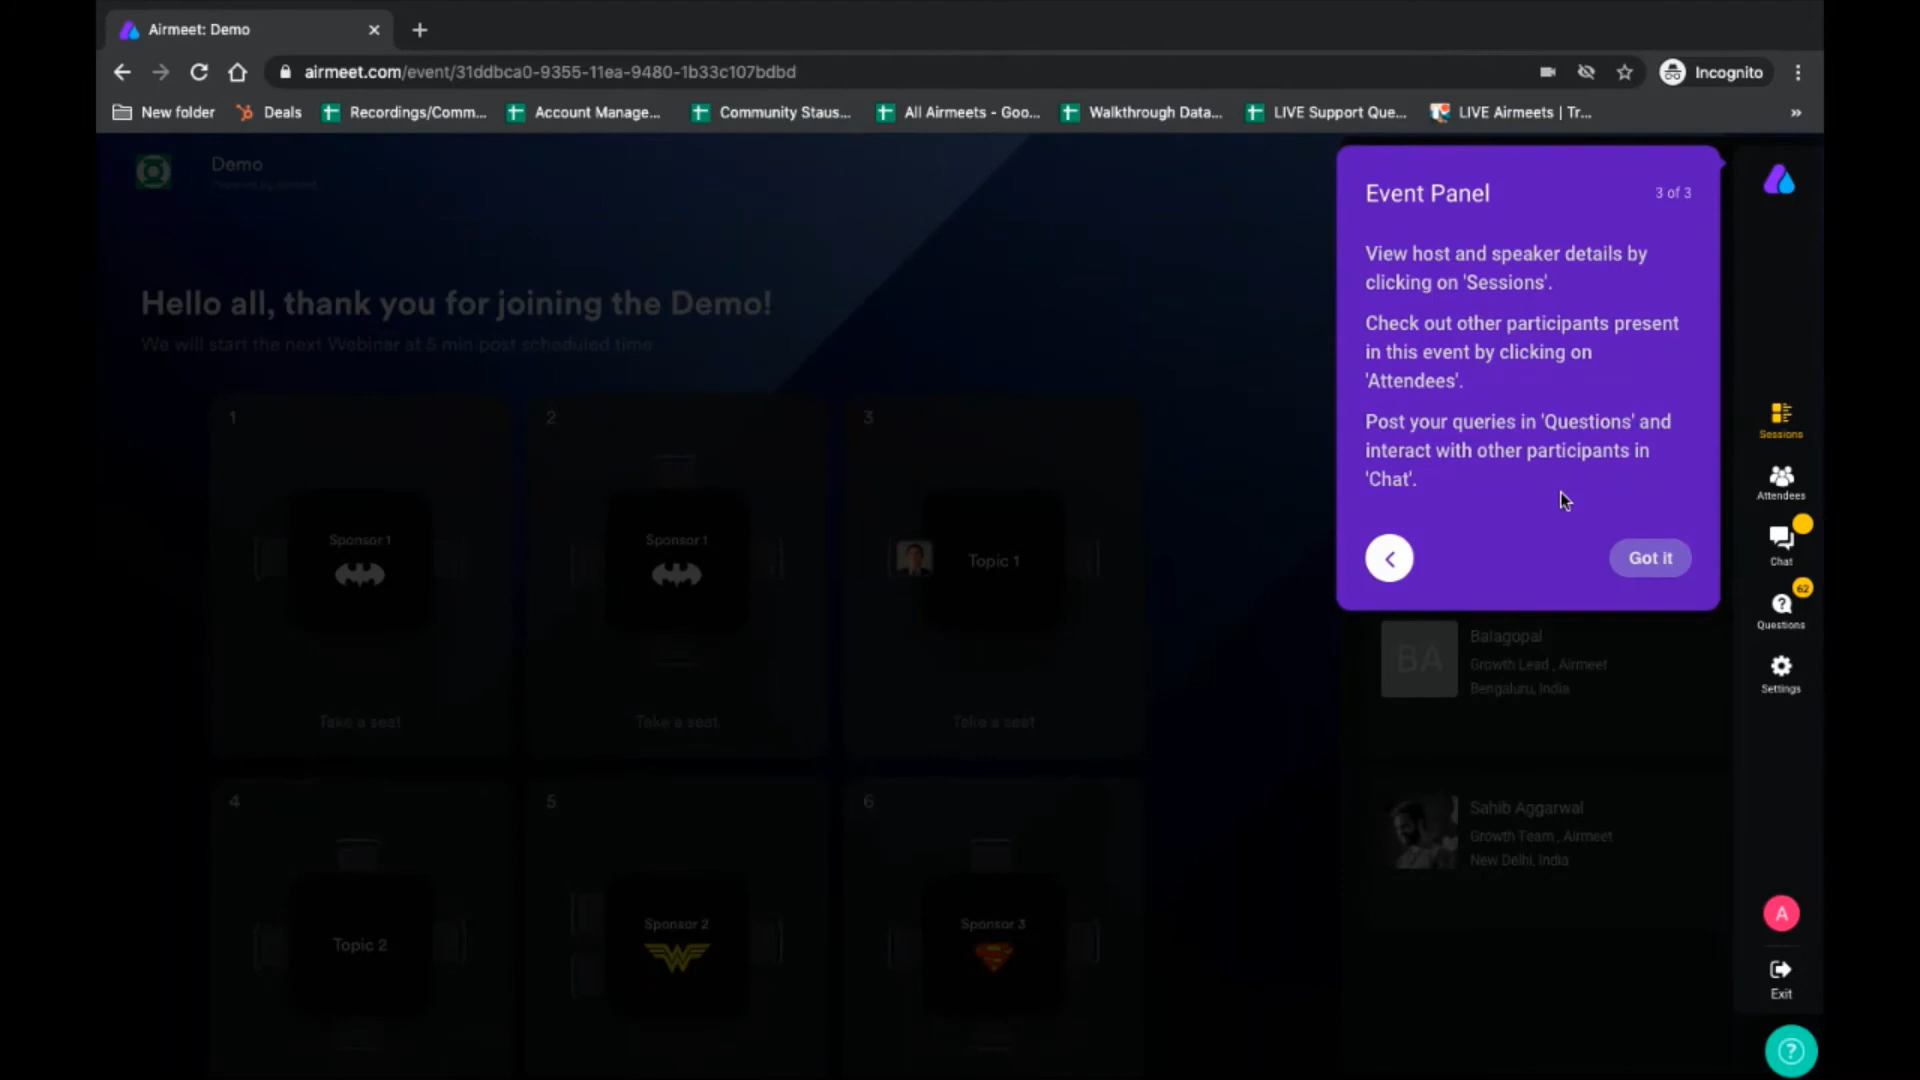 Airmeet: Demo
airmeet.com/event/31ddbca0-9355-11ea-9480-1b33c107bdbd
Incognito
New folder
Deals
Recordings/Comm...
Account Manage...
Community Staus...
All Airmeets - Goo...
Walkthrough Data...
LIVE Support Que...
LIVE Airmeets | Tr...
»
Demo
Hello all, thank you for joining the Demo!
We will start the next Webinar at 5 min post scheduled time
1
Sponsor 1
Take a seat
2
Sponsor 1
Take a seat
3
Topic 1
Take a seat
4
Topic 2
5
Sponsor 2
6
Sponsor 3
Event Panel
3 of 3
View host and speaker details by
clicking on 'Sessions'.
Check out other participants present
in this event by clicking on
'Attendees'.
Post your queries in 'Questions' and
interact with other participants in
'Chat'.
Got it
BA
Balagopal
Growth Lead , Airmeet
Bengaluru, India
Sahib Aggarwal
Growth Team , Airmeet
New Delhi, India
Sessions
Attendees
Chat
62
Questions
Settings
A
Exit